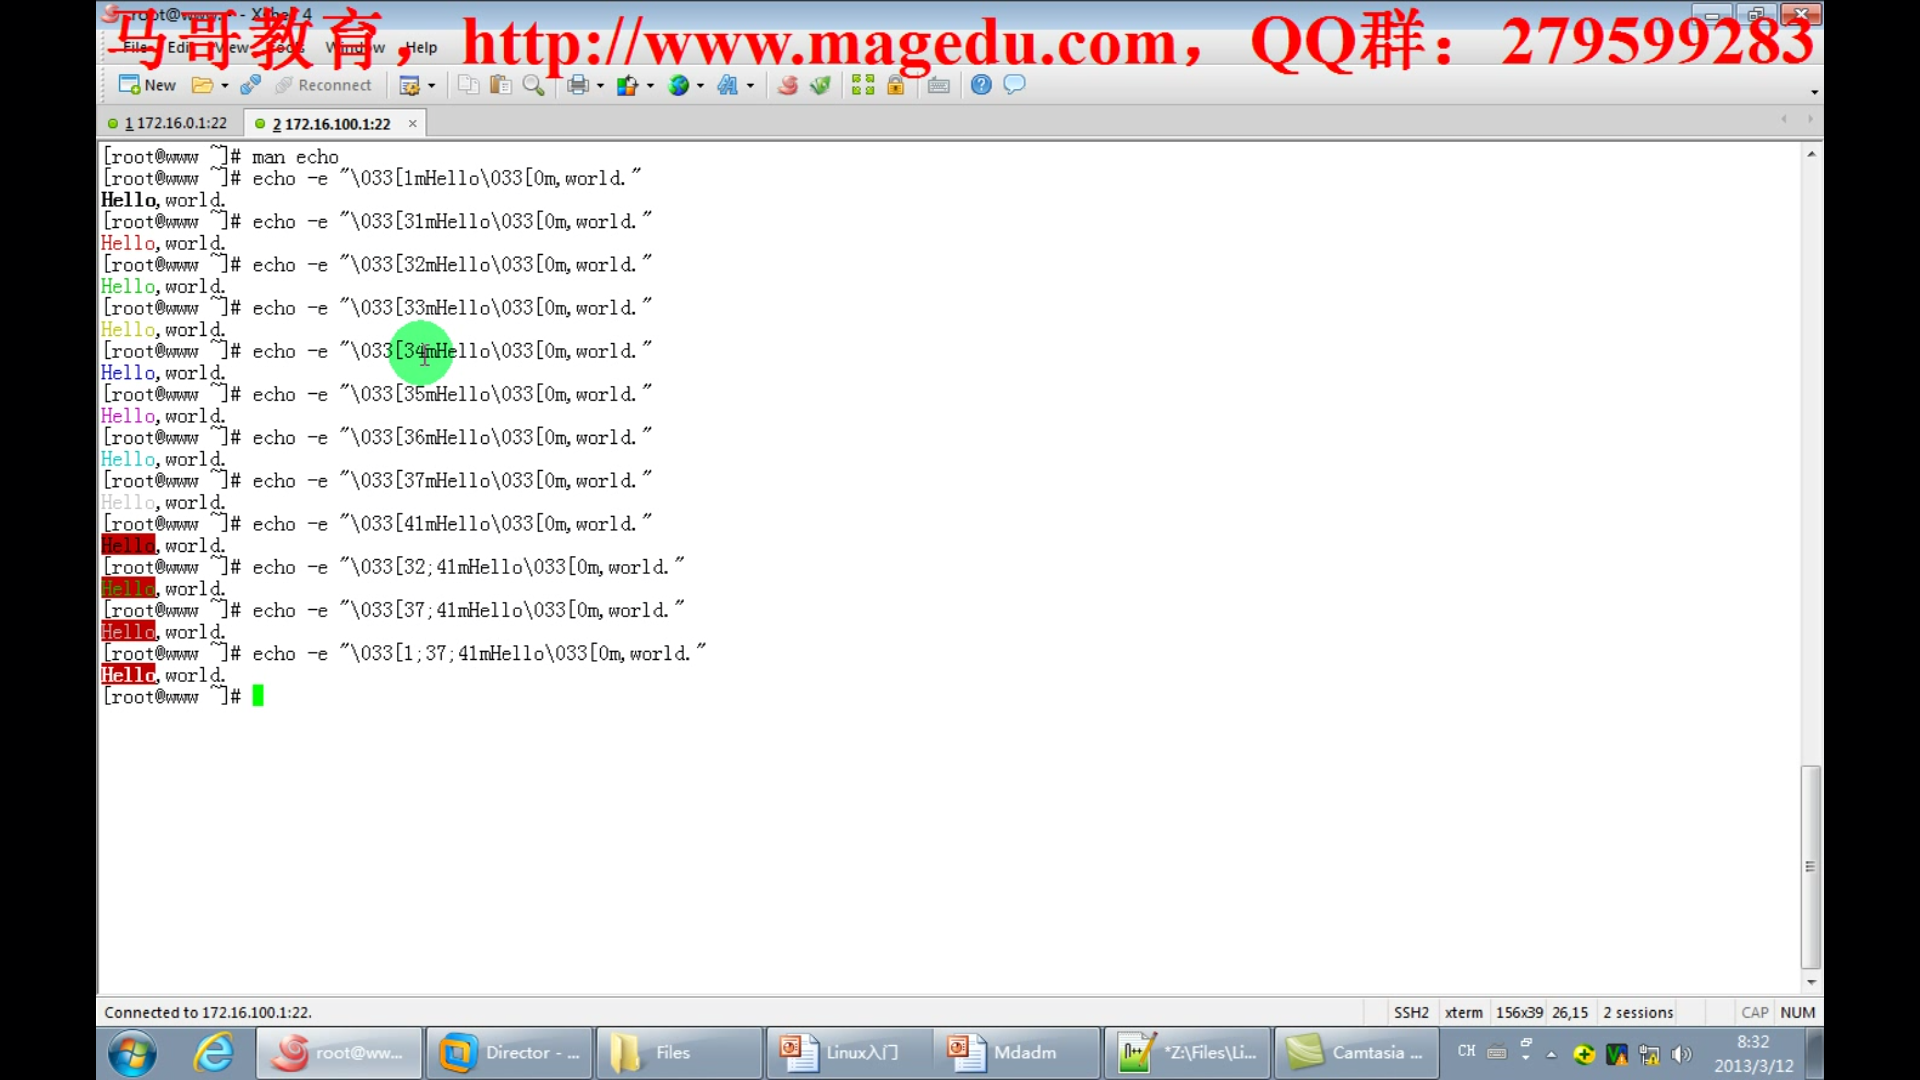 马哥教育，http://www.magedu.com，QQ群：279599283
File Edit View Tools Window Help
New Reconnect
1 172.16.0.1:22 2 172.16.100.1:22
[root@www ~]# man echo
[root@www ~]# echo -e "\033[1mHello\033[0m,world."
Hello,world.
[root@www ~]# echo -e "\033[31mHello\033[0m,world."
Hello,world.
[root@www ~]# echo -e "\033[32mHello\033[0m,world."
Hello,world.
[root@www ~]# echo -e "\033[33mHello\033[0m,world."
Hello,world.
[root@www ~]# echo -e "\033[34mHello\033[0m,world."
Hello,world.
[root@www ~]# echo -e "\033[35mHello\033[0m,world."
Hello,world.
[root@www ~]# echo -e "\033[36mHello\033[0m,world."
Hello,world.
[root@www ~]# echo -e "\033[37mHello\033[0m,world."
Hello,world.
[root@www ~]# echo -e "\033[41mHello\033[0m,world."
Hello,world.
[root@www ~]# echo -e "\033[32;41mHello\033[0m,world."
Hello,world.
[root@www ~]# echo -e "\033[37;41mHello\033[0m,world."
Hello,world.
[root@www ~]# echo -e "\033[1;37;41mHello\033[0m,world."
Hello,world.
[root@www ~]#
Connected to 172.16.100.1:22. SSH2 xterm 156x39 26,15 2 sessions CAP NUM
root@ww... Director - ... Files Linux入门 Mdadm *Z:\Files\Li... Camtasia ... CH 8:32
2013/3/12